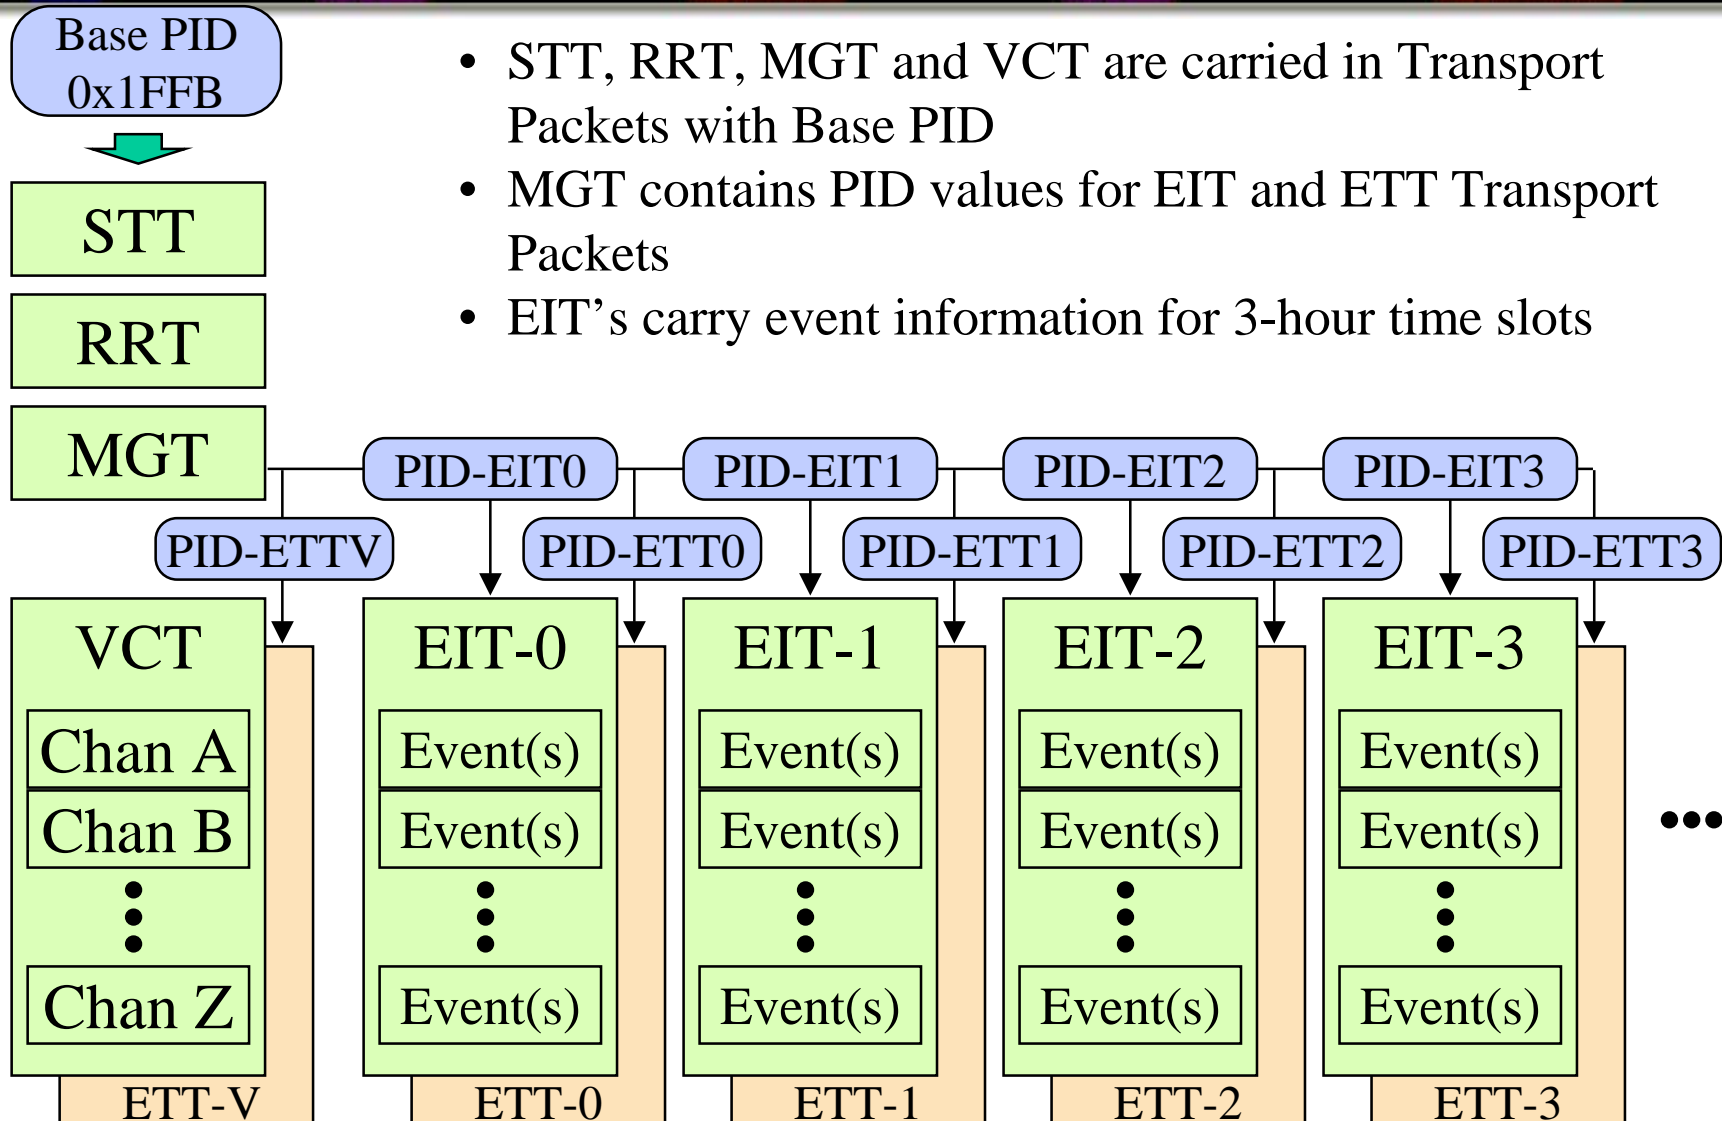 Base PID
0x1FFB
• STT, RRT, MGT and VCT are carried in Transport
Packets with Base PID
• MGT contains PID values for EIT and ETT Transport
Packets
• EIT’s carry event information for 3-hour time slots
STT
RRT
MGT
PID-EIT0
PID-EIT1
PID-EIT2
PID-EIT3
PID-ETTV
PID-ETT0
PID-ETT1
PID-ETT2
PID-ETT3
VCT
Chan A
Chan B
Chan Z
ETT-V
EIT-0
Event(s)
Event(s)
Event(s)
ETT-0
EIT-1
Event(s)
Event(s)
Event(s)
ETT-1
EIT-2
Event(s)
Event(s)
Event(s)
ETT-2
EIT-3
Event(s)
Event(s)
Event(s)
ETT-3